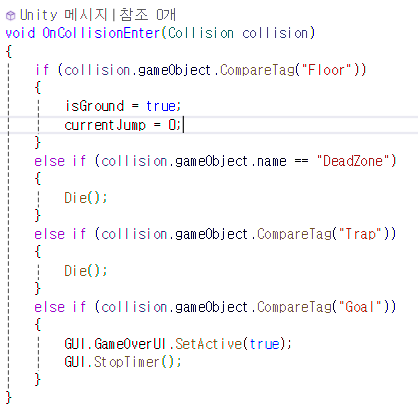 Unity 메시지 | 참조 0개
void OnCollisionEnter(Collision collision)
{
    if (collision.gameObject.CompareTag("Floor"))
    {
        isGround = true;
        currentJump = 0;
    }
    else if (collision.gameObject.name == "DeadZone")
    {
        Die();
    }
    else if (collision.gameObject.CompareTag("Trap"))
    {
        Die();
    }
    else if (collision.gameObject.CompareTag("Goal"))
    {
        GUI.GameOverUI.SetActive(true);
        GUI.StopTimer();
    }
}